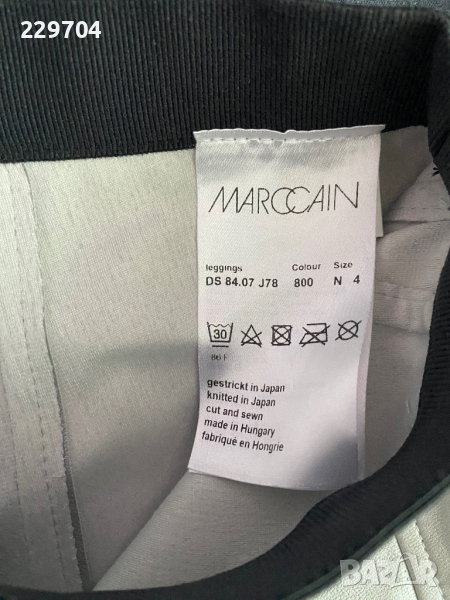 229704
MARCCAIN
leggings Colour Size
DS 84.07 J78 800 N 4
30
86 F
gestrickt in Japan
knitted in Japan
cut and sewn
made in Hungary
fabriqué en Hongrie
bazar